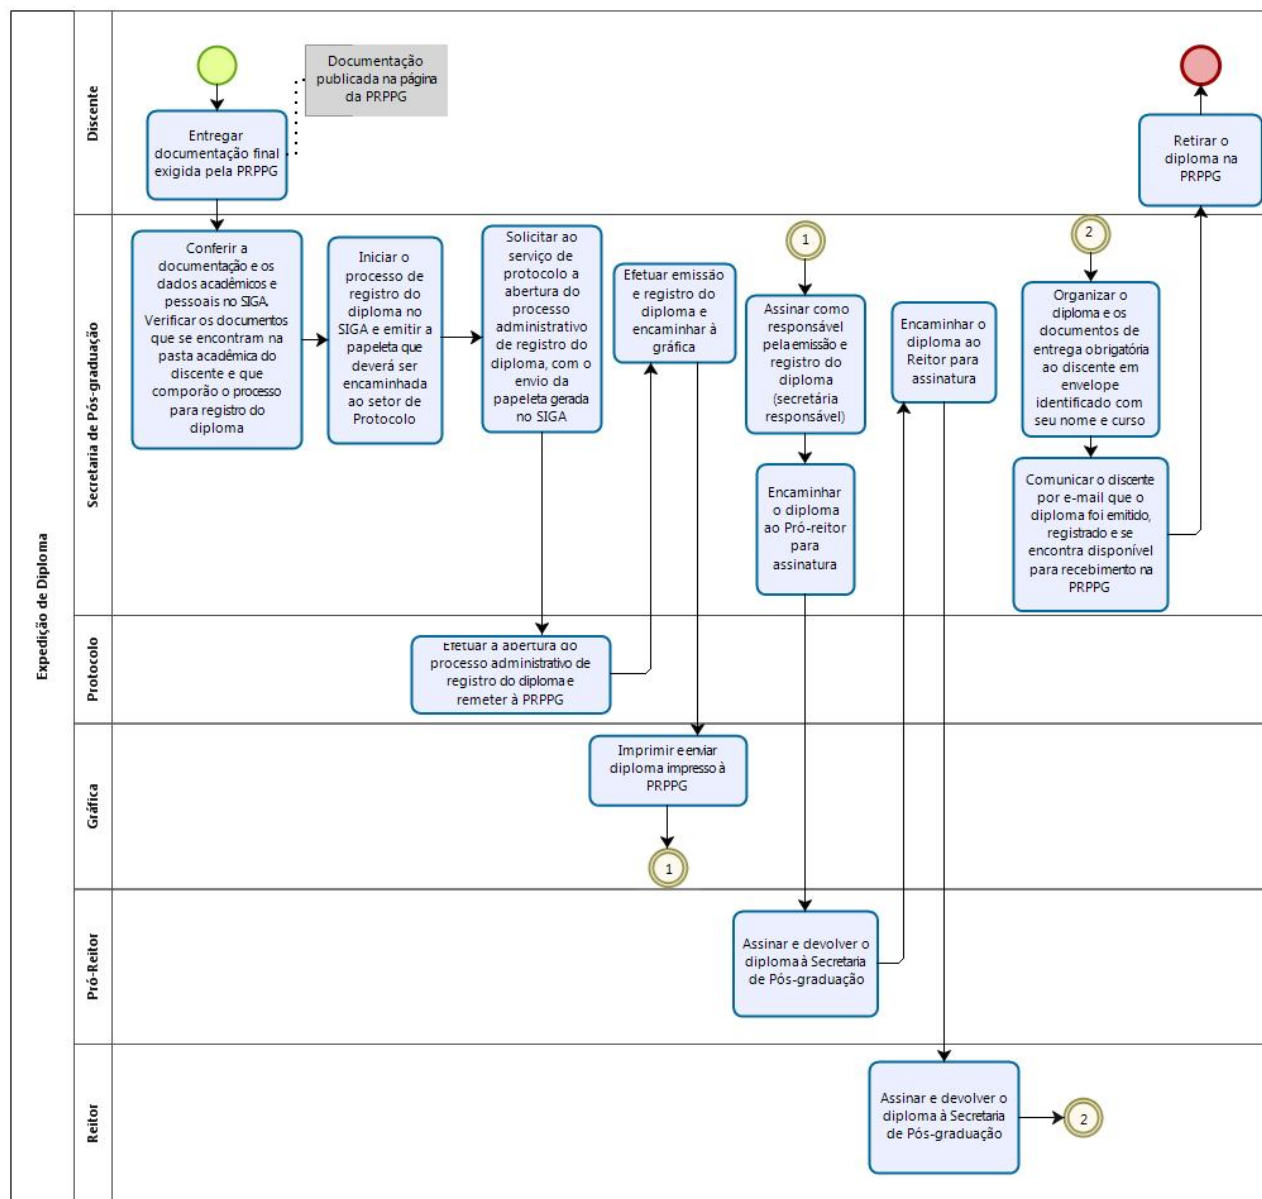 Expedição de Diploma
Discente
Documentação
publicada na página
da PRPPG
Entregar
documentação final
exigida pela PRPPG
Retirar o
diploma na
PRPPG
Secretaria de Pós-graduação
Conferir a
documentação e os
dados acadêmicos e
pessoais no SIGA.
Verificar os documentos
que se encontram na
pasta acadêmica do
discente e que
comporão o processo
para registro do
diploma
Iniciar o
processo de
registro do
diploma no
SIGA e emitir a
papeleta que
deverá ser
encaminhada
ao setor de
Protocolo
Solicitar ao
serviço de
protocolo a
abertura do
processo
administrativo
de registro do
diploma, com o
envio da
papeleta gerada
no SIGA
Efetuar emissão
e registro do
diploma e
encaminhar à
gráfica
1
Assinar como
responsável
pela emissão e
registro do
diploma
(secretária
responsável)
Encaminhar
o diploma
ao Pró-reitor
para
assinatura
Encaminhar o
diploma ao
Reitor para
assinatura
2
Organizar o
diploma e os
documentos de
entrega obrigatória
ao discente em
envelope
identificado com
seu nome e curso
Comunicar o discente
por e-mail que o
diploma foi emitido,
registrado e se
encontra disponível
para recebimento na
PRPPG
Protocolo
Efetuar a abertura do
processo administrativo de
registro do diploma e
remeter à PRPPG
Gráfica
Imprimir e enviar
diploma impresso à
PRPPG
1
Pró-Reitor
Assinar e devolver o
diploma à Secretaria
de Pós-graduação
Reitor
Assinar e devolver o
diploma à Secretaria
de Pós-graduação
2